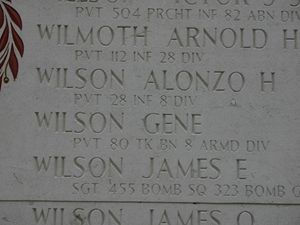 PVT 504 PRCHT INF 82 ABN DIV
WILMOTH ARNOLD H
PVT 112 INF 28 DIV
WILSON ALONZO H
PVT 28 INF 8 DIV
WILSON GENE
PVT 80 TK BN 8 ARMD DIV
WILSON JAMES E
SGT 455 BOMB SQ 323 BOMB G
WILSON JAMES O